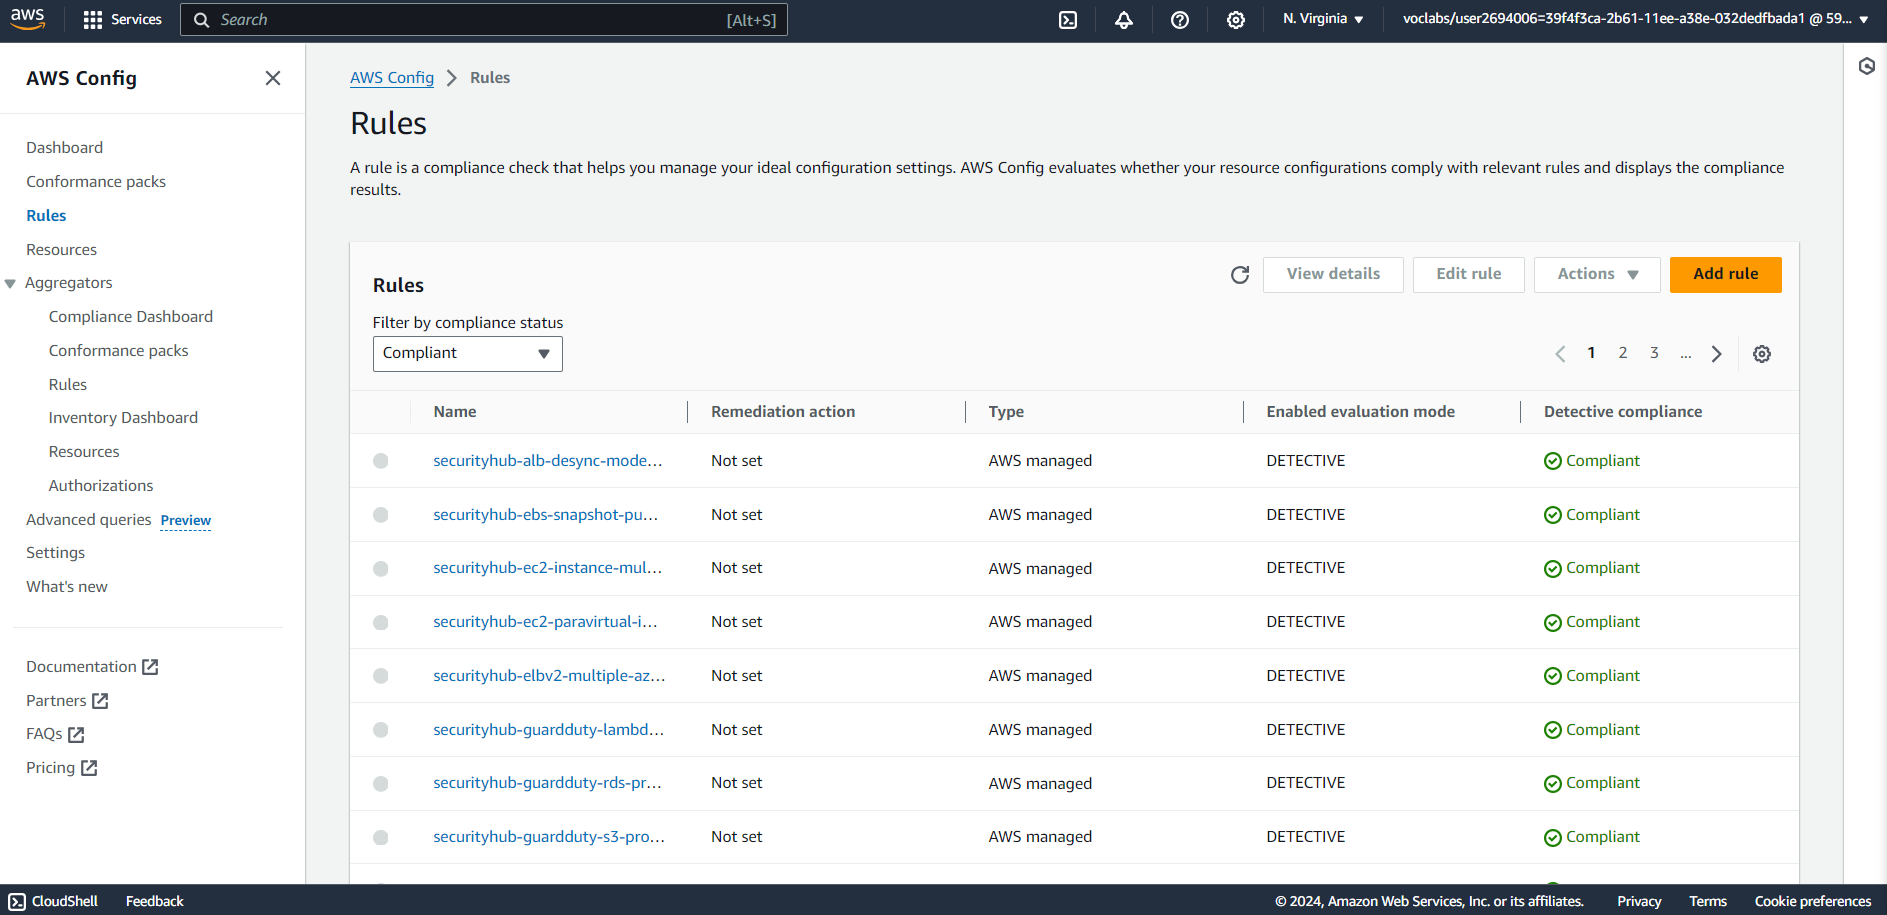 aws
Services
Search
[Alt+S]
N. Virginia
voclabs/user2694006=39f4f3ca-2b61-11ee-a38e-032dedfbada1 @ 59...
AWS Config
Dashboard
Conformance packs
Rules
Resources
Aggregators
Compliance Dashboard
Conformance packs
Rules
Inventory Dashboard
Resources
Authorizations
Advanced queries Preview
Settings
What's new
Documentation
Partners
FAQs
Pricing
AWS Config > Rules
Rules
A rule is a compliance check that helps you manage your ideal configuration settings. AWS Config evaluates whether your resource configurations comply with relevant rules and displays the compliance
results.
Rules
View details
Edit rule
Actions
Add rule
Filter by compliance status
Compliant
1 2 3 ...
Name Remediation action Type Enabled evaluation mode Detective compliance
securityhub-alb-desync-mode... Not set AWS managed DETECTIVE Compliant
securityhub-ebs-snapshot-pu... Not set AWS managed DETECTIVE Compliant
securityhub-ec2-instance-mul... Not set AWS managed DETECTIVE Compliant
securityhub-ec2-paravirtual-i... Not set AWS managed DETECTIVE Compliant
securityhub-elbv2-multiple-az... Not set AWS managed DETECTIVE Compliant
securityhub-guardduty-lambd... Not set AWS managed DETECTIVE Compliant
securityhub-guardduty-rds-pr... Not set AWS managed DETECTIVE Compliant
securityhub-guardduty-s3-pro... Not set AWS managed DETECTIVE Compliant
CloudShell
Feedback
© 2024, Amazon Web Services, Inc. or its affiliates.
Privacy
Terms
Cookie preferences